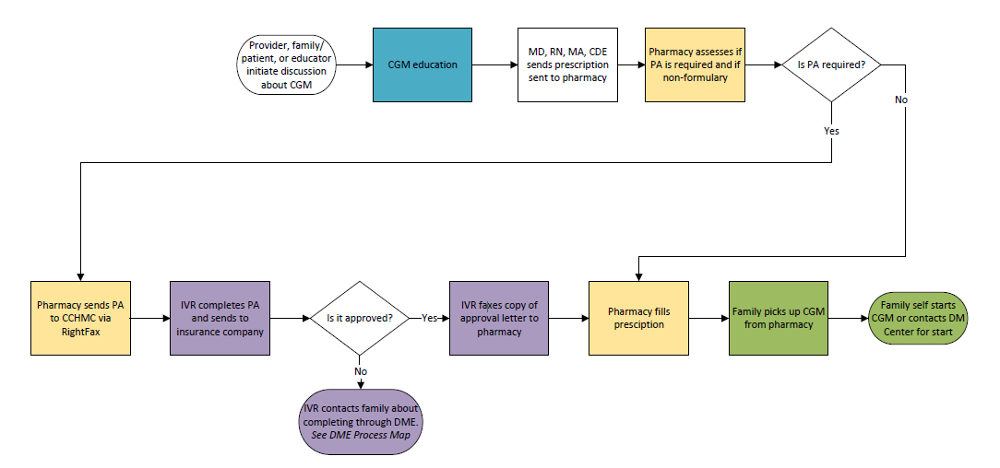 Provider, family/
patient, or educator
initiate discussion
about CGM
CGM education
MD, RN, MA, CDE
sends prescription
sent to pharmacy
Pharmacy assesses if
PA is required and if
non-formulary
Is PA required?
No
Yes
Pharmacy sends PA
to CCHMC via
RightFax
IVR completes PA
and sends to
insurance company
Is it approved?
Yes
IVR faxes copy of
approval letter to
pharmacy
Pharmacy fills
presciption
Family picks up CGM
from pharmacy
Family self starts
CGM or contacts DM
Center for start
No
IVR contacts family about
completing through DME.
See DME Process Map